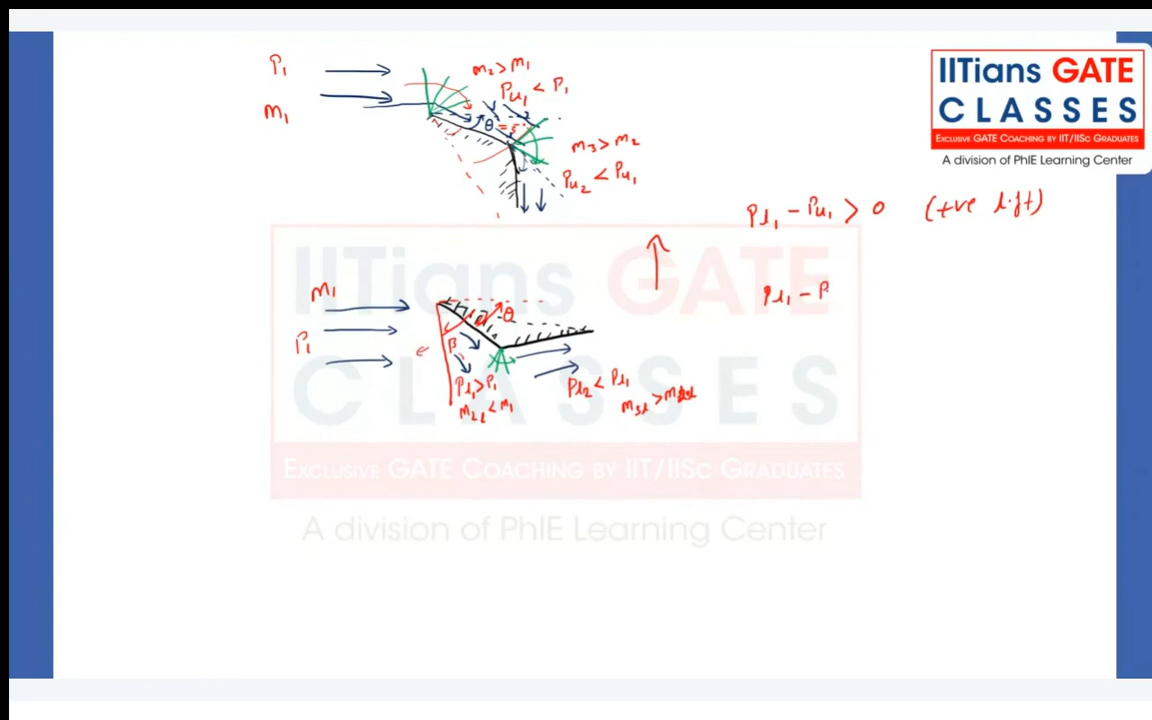 IITians GATE
CLASSES
EXCLUSIVE GATE COACHING BY IIT/IISC GRADUATES
A division of PhIE Learning Center
P₁
M₁
m₂ > m₁
Pu₁ < P₁
θ = 5°
m₃ > m₂
Pu₂ < Pu₁
Pl₁ - Pu₁ > 0 (+ve lift)
Pl₁ - P
M₁
P₁
θ
β
Pl₁ > P₁
m₂l < m₁
Pl₂ < Pl₁
m₃l >
IITians GATE
CLASSES
EXCLUSIVE GATE COACHING BY IIT/IISC GRADUATES
A division of PhIE Learning Center